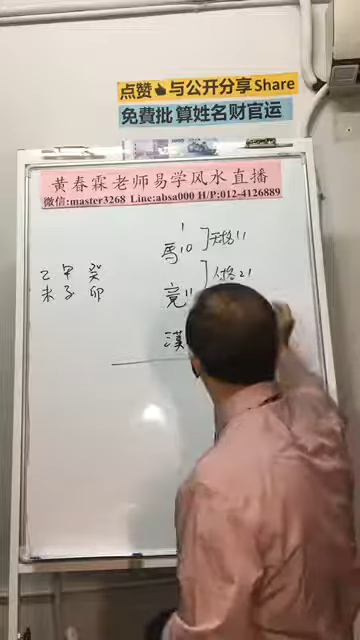 点赞👍与公开分享Share
免費批 算姓名财官运
黄春霖老师易学风水直播
微信:master3268 Line:absa000 H/P:012-4126889
1
馬10 天格11
人格21
乙 甲 癸
未 子 卯
竟11
漢